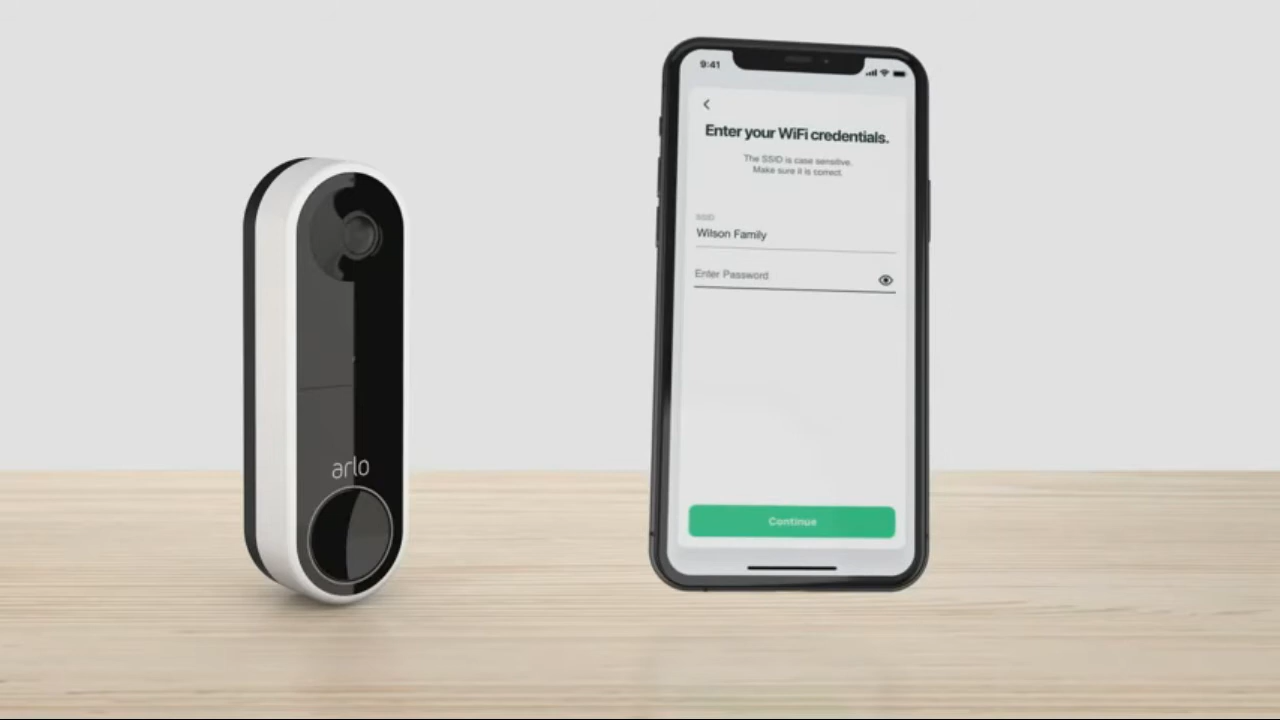 arlo
9:41
Enter your WiFi credentials.
The SSID is case sensitive.
Make sure it is correct.
SSID
Wilson Family
Enter Password
Continue